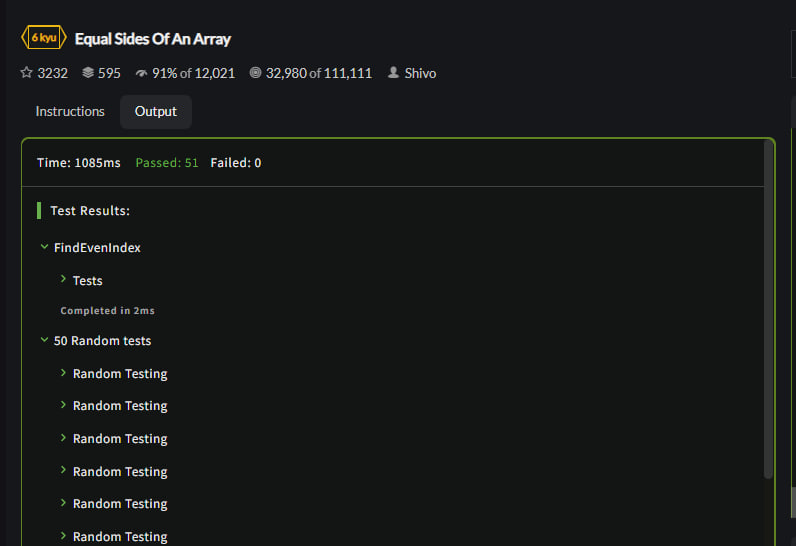 6 kyu Equal Sides Of An Array
3232 595 91% of 12,021 32,980 of 111,111 Shivo
Instructions Output
Time: 1085ms Passed: 51 Failed: 0
Test Results:
FindEvenIndex
Tests
Completed in 2ms
50 Random tests
Random Testing
Random Testing
Random Testing
Random Testing
Random Testing
Random Testing